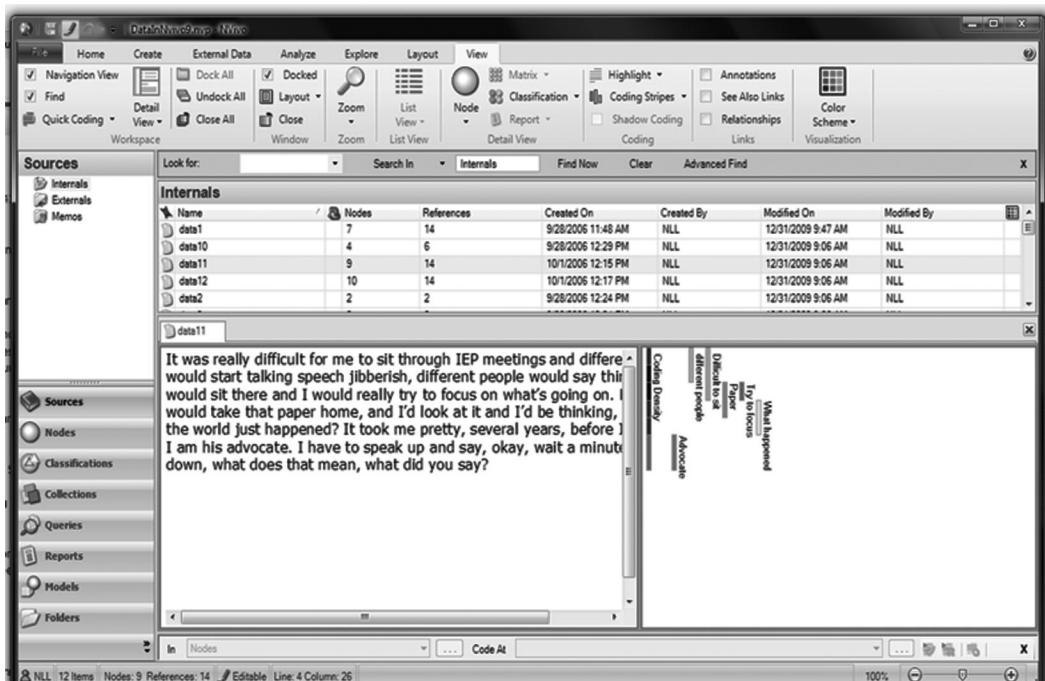 DataInNvivo9.nvp - NVivo
File Home Create External Data Analyze Explore Layout View
Navigation View Dock All Docked Matrix Highlight Annotations
Find Undock All Layout Classification Coding Stripes See Also Links
Quick Coding Close All Close Report Shadow Coding Relationships
Detail View Zoom List View Node Color Scheme
Workspace Window Zoom List View Detail View Coding Links Visualization
Sources
Internals
Externals
Memos
Look for: Search In Internals Find Now Clear Advanced Find X
Internals
Name Nodes References Created On Created By Modified On Modified By
data1 7 14 9/28/2006 11:48 AM NLL 12/31/2009 9:47 AM NLL
data10 4 6 9/28/2006 12:29 PM NLL 12/31/2009 9:06 AM NLL
data11 9 14 10/1/2006 12:15 PM NLL 12/31/2009 9:06 AM NLL
data12 10 14 10/1/2006 12:17 PM NLL 12/31/2009 9:06 AM NLL
data2 2 2 9/28/2006 12:24 PM NLL 12/31/2009 9:06 AM NLL
data11
It was really difficult for me to sit through IEP meetings and differe
would start talking speech jibberish, different people would say thin
would sit there and I would really try to focus on what's going on.
would take that paper home, and I'd look at it and I'd be thinking,
the world just happened? It took me pretty, several years, before I
I am his advocate. I have to speak up and say, okay, wait a minute
down, what does that mean, what did you say?
Coding Density
Advocate
different people
Difficult to sit
Paper
Try to focus
What happened
Sources
Nodes
Classifications
Collections
Queries
Reports
Models
Folders
In Nodes ... Code At ... X
NLL 12 Items Nodes: 9 References: 14 Editable Line: 4 Column: 26 100%